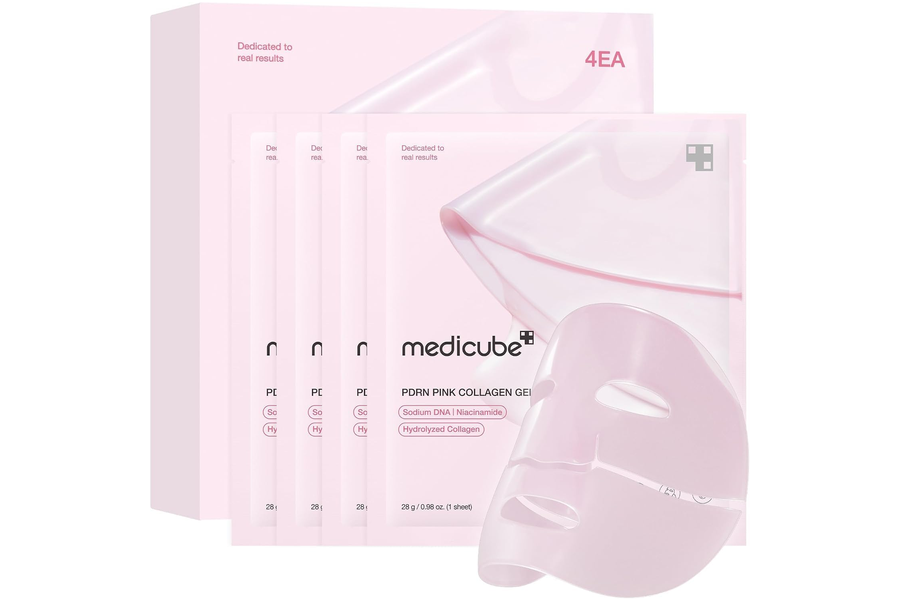 Dedicated to
real results
4EA
Dedicated to
real results
medicube
PDRN PINK COLLAGEN GEL
Sodium DNA | Niacinamide
Hydrolyzed Collagen
28 g / 0.98 oz. (1 sheet)